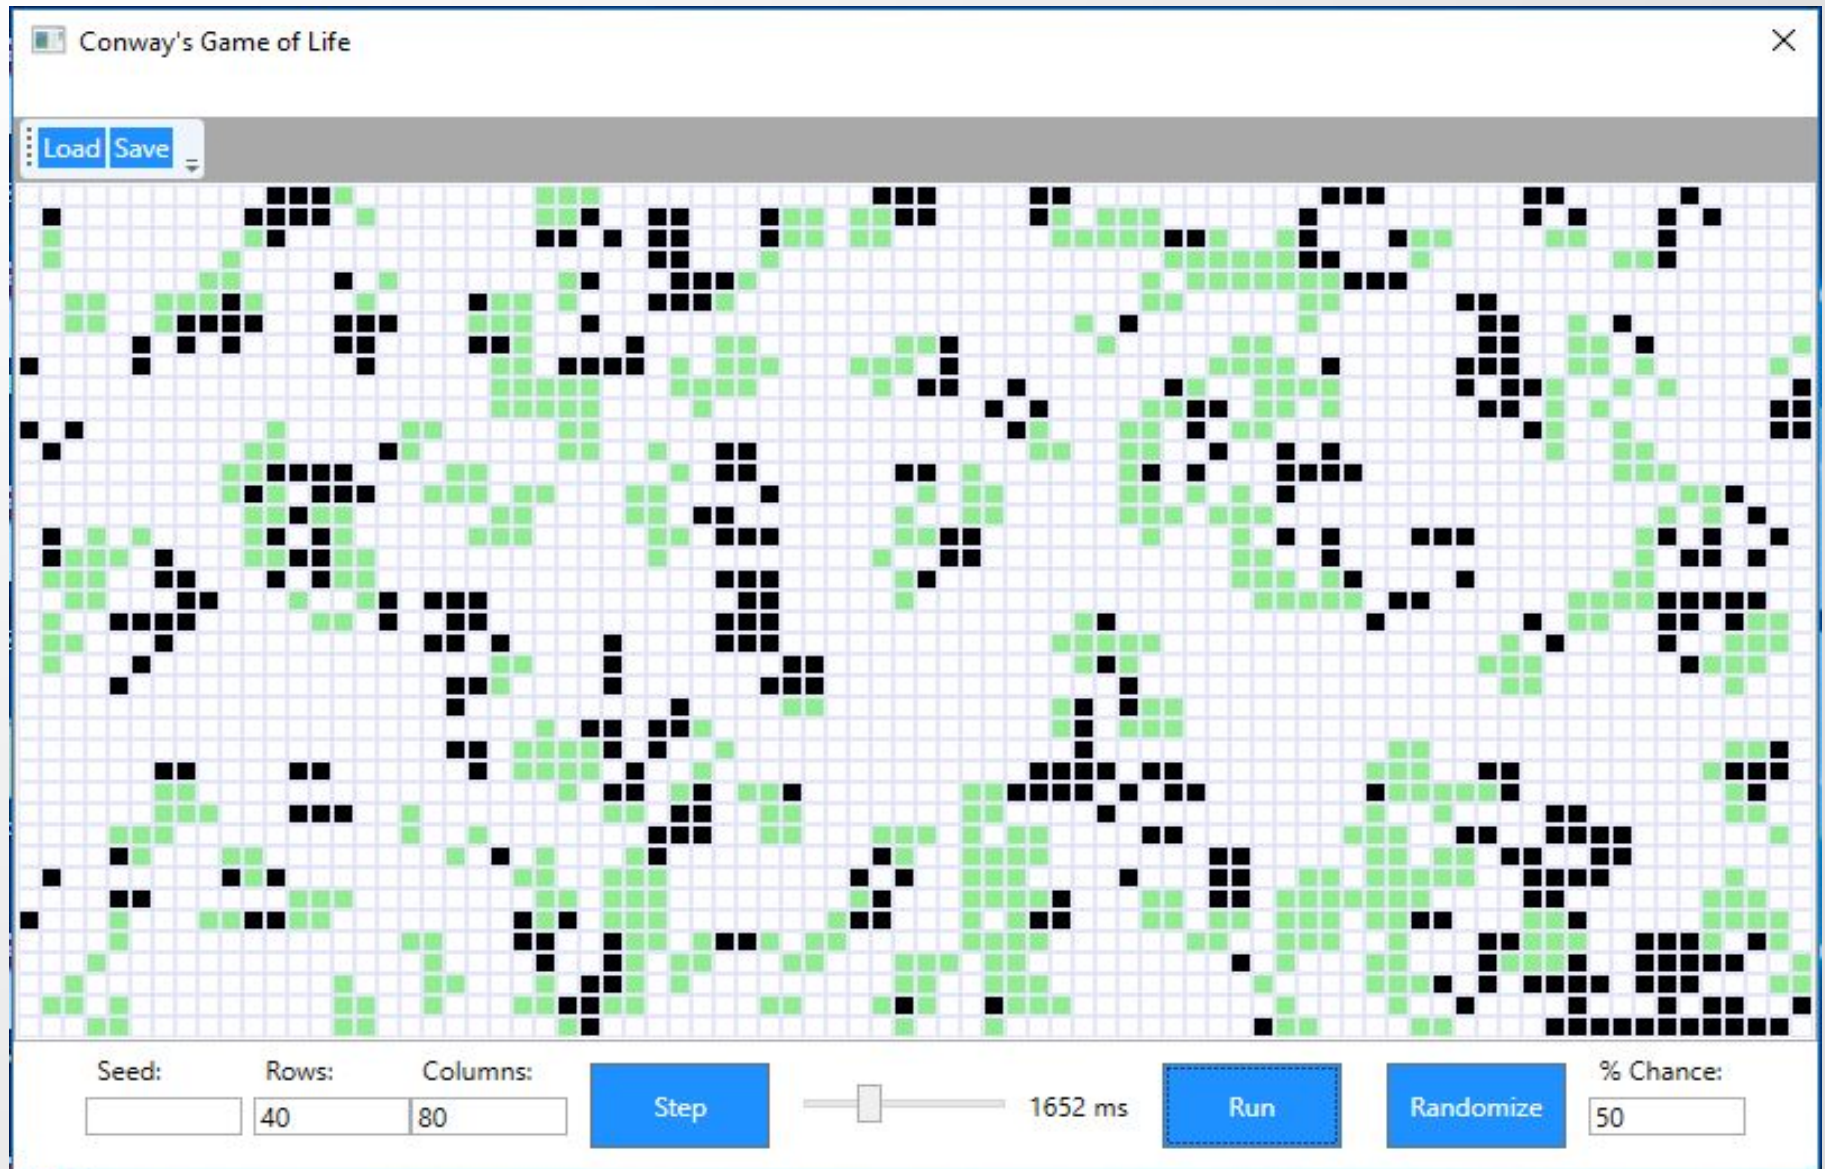 Conway's Game of Life
Load Save
Seed: Rows: Columns: % Chance:
40 80 Step 1652 ms Run Randomize 50